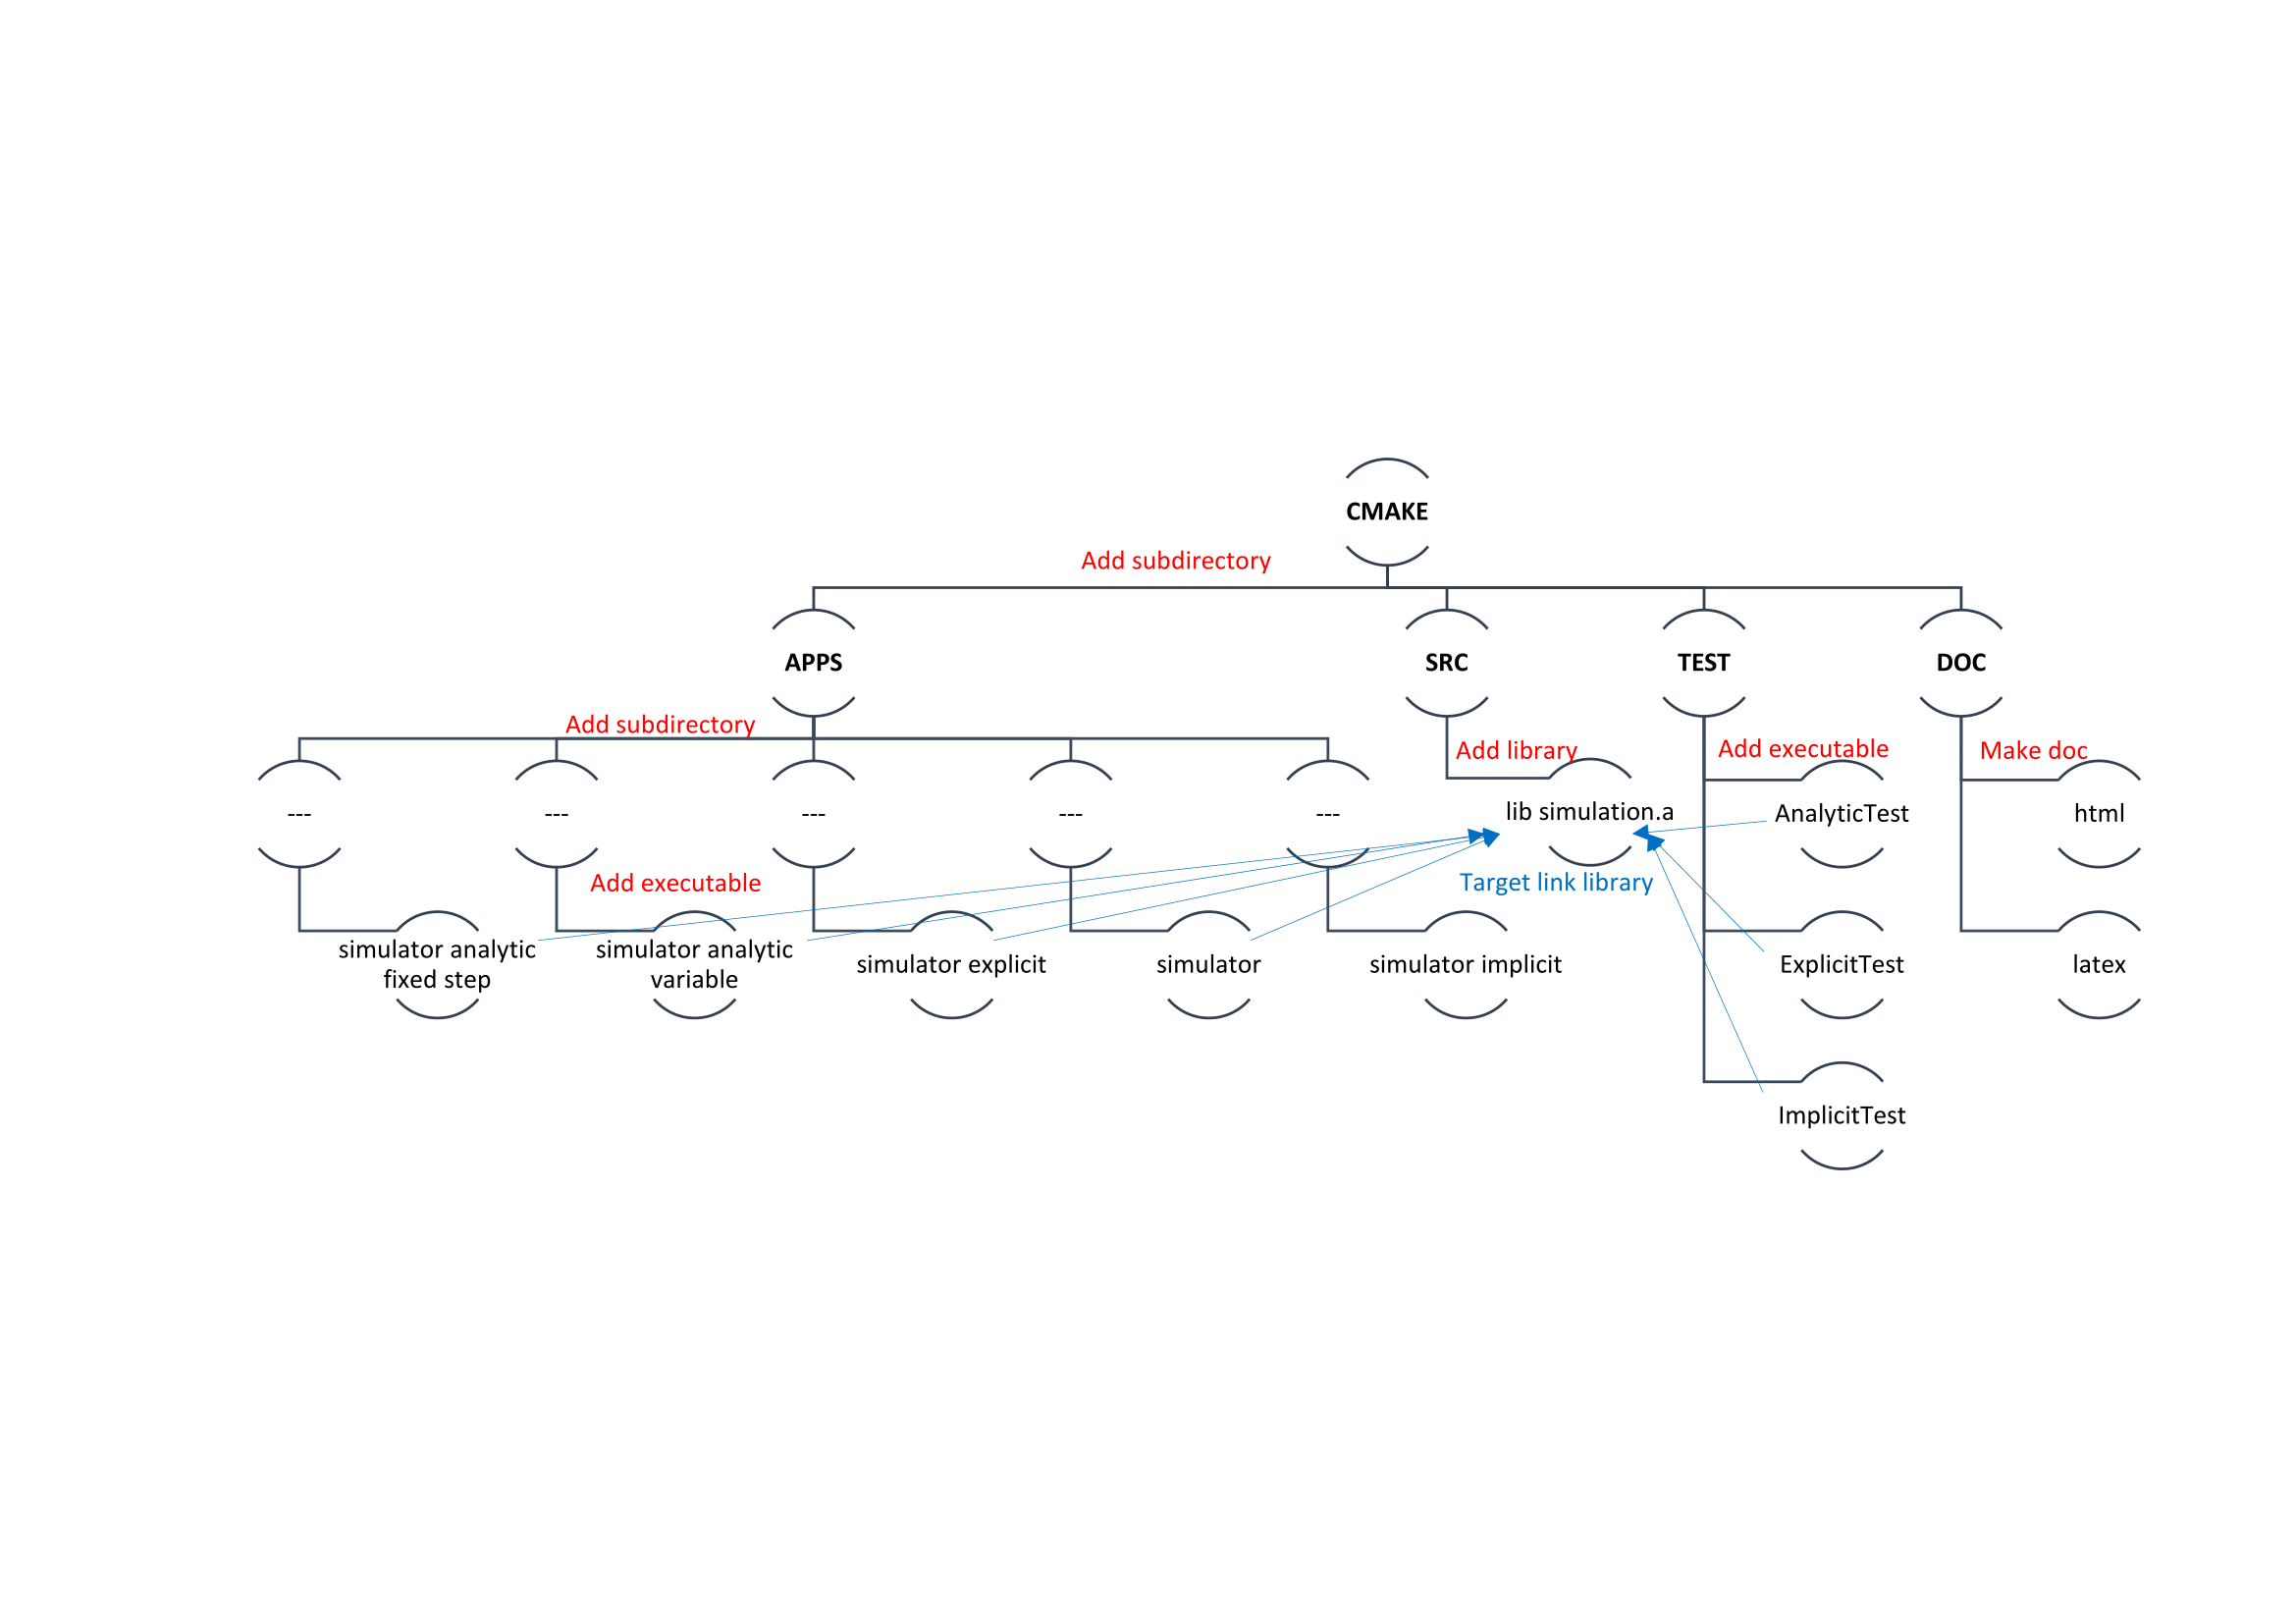 CMAKE
Add subdirectory
APPS
SRC
TEST
DOC
Add subdirectory
Add library
Add executable
Make doc
---
---
---
---
---
lib simulation.a
AnalyticTest
html
Add executable
Target link library
simulator analytic
fixed step
simulator analytic
variable
simulator explicit
simulator
simulator implicit
ExplicitTest
latex
ImplicitTest